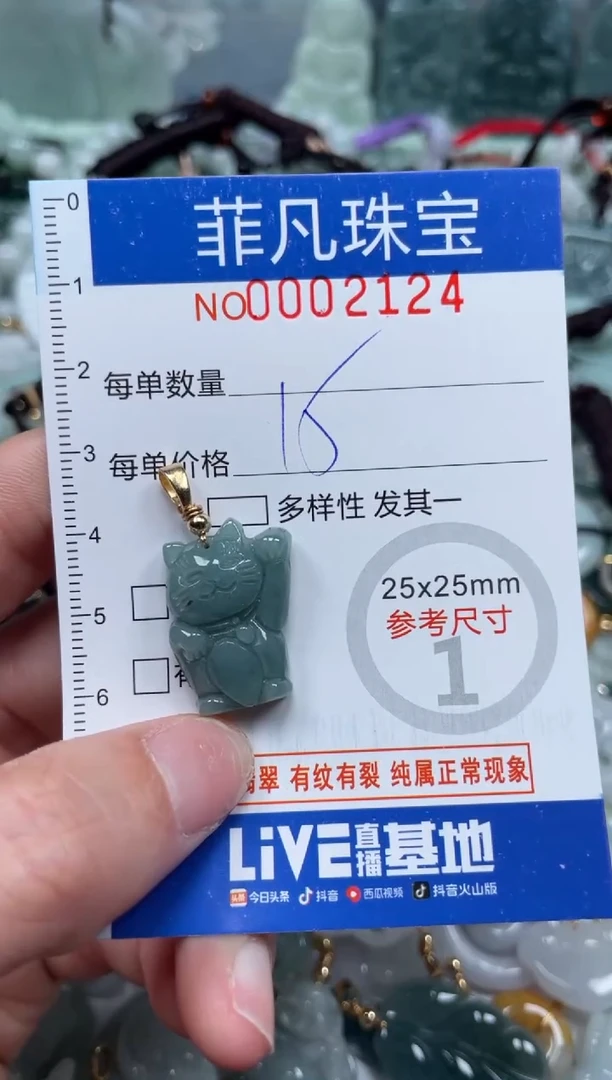 菲凡珠宝
NO0002124
0
1
2
3
4
5
6
每单数量
每单价格
多样性 发其一
25x25mm
参考尺寸
1
翡翠 有纹有裂 纯属正常现象
LiVE直播基地
头条 今日头条 抖音 西瓜视频 抖音火山版